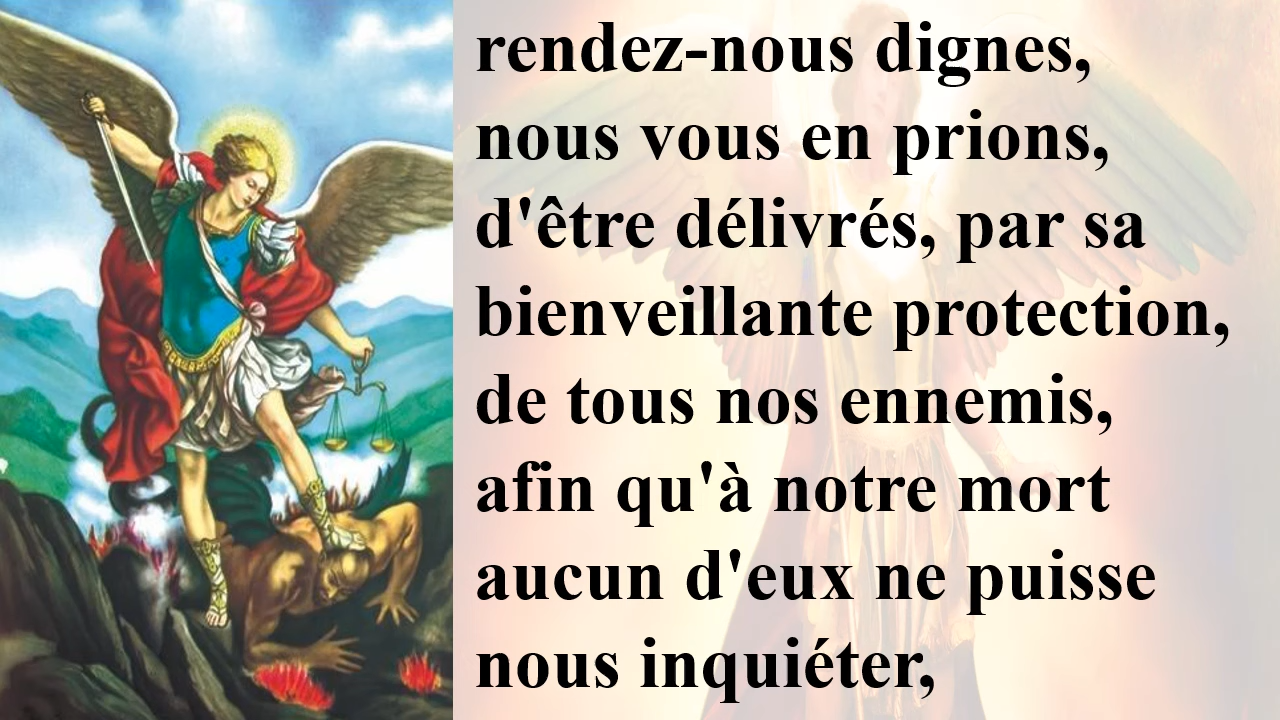 rendez-nous dignes,
nous vous en prions,
d'être délivrés, par sa
bienveillante protection,
de tous nos ennemis,
afin qu'à notre mort
aucun d'eux ne puisse
nous inquiéter,